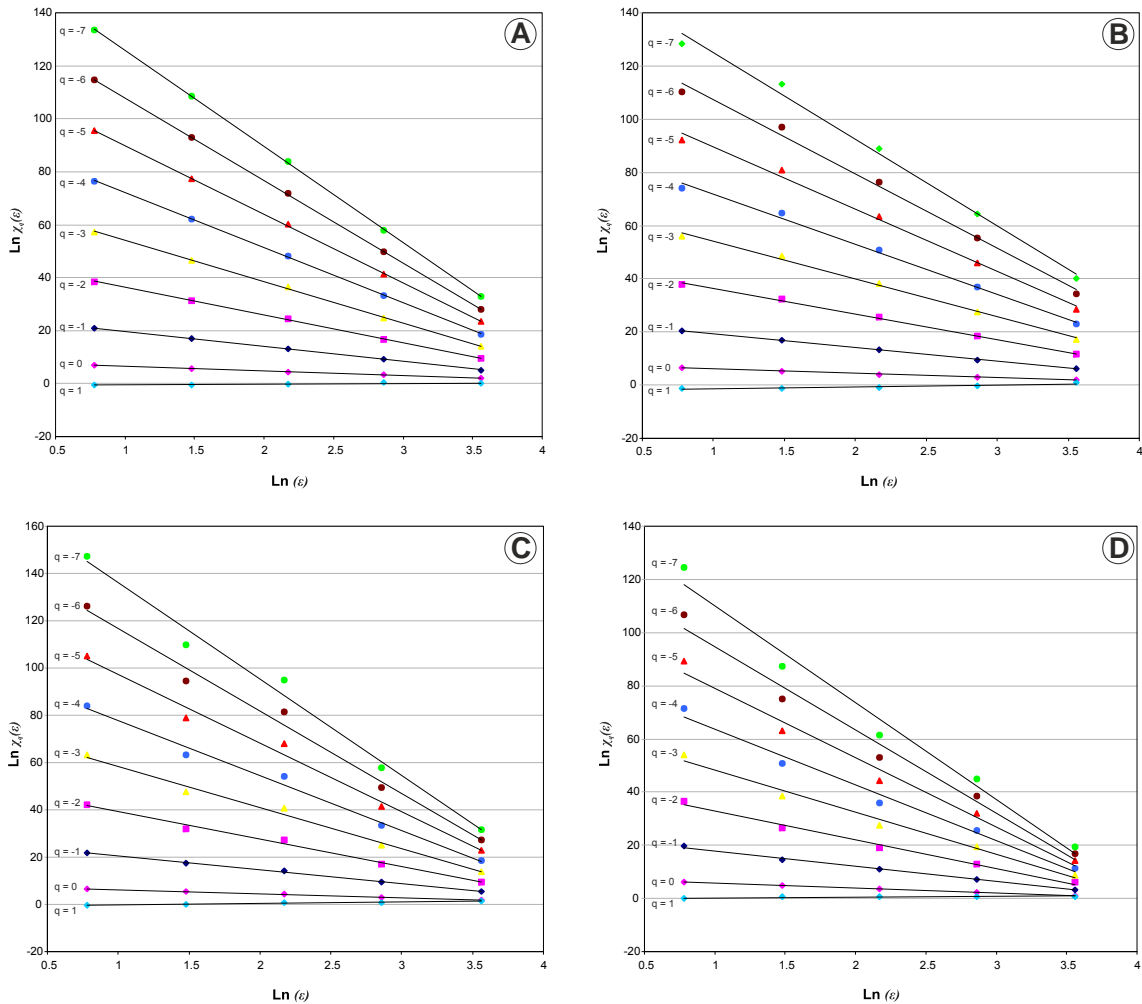 A
140
120
100
80
60
40
20
0
-20
Ln χq(ε)
q = -7
q = -6
q = -5
q = -4
q = -3
q = -2
q = -1
q = 0
q = 1
0.5 1 1.5 2 2.5 3 3.5 4
Ln (ε)
B
140
120
100
80
60
40
20
0
-20
Ln χq(ε)
q = -7
q = -6
q = -5
q = -4
q = -3
q = -2
q = -1
q = 0
q = 1
0.5 1 1.5 2 2.5 3 3.5 4
Ln (ε)
C
160
140
120
100
80
60
40
20
0
-20
Ln χq(ε)
q = -7
q = -6
q = -5
q = -4
q = -3
q = -2
q = -1
q = 0
q = 1
0.5 1 1.5 2 2.5 3 3.5 4
Ln (ε)
D
140
120
100
80
60
40
20
0
-20
Ln χq(ε)
q = -7
q = -6
q = -5
q = -4
q = -3
q = -2
q = -1
q = 0
q = 1
0.5 1 1.5 2 2.5 3 3.5 4
Ln (ε)